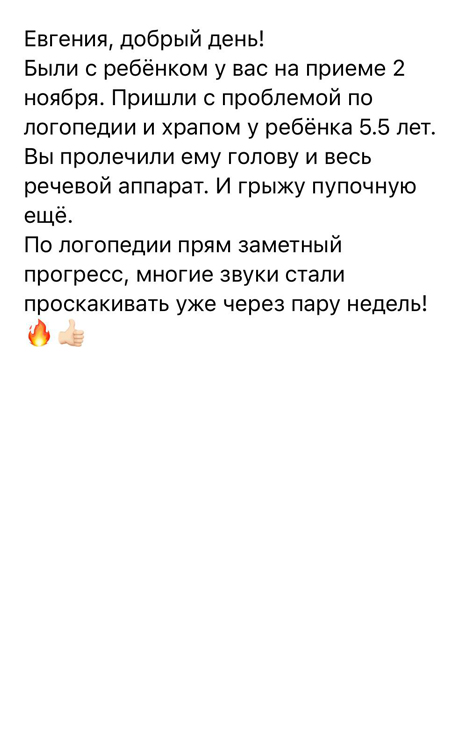 Евгения, добрый день!
Были с ребёнком у вас на приеме 2
ноября. Пришли с проблемой по
логопедии и храпом у ребёнка 5.5 лет.
Вы пролечили ему голову и весь
речевой аппарат. И грыжу пупочную
ещё.
По логопедии прям заметный
прогресс, многие звуки стали
проскакивать уже через пару недель!
🔥👍🏻